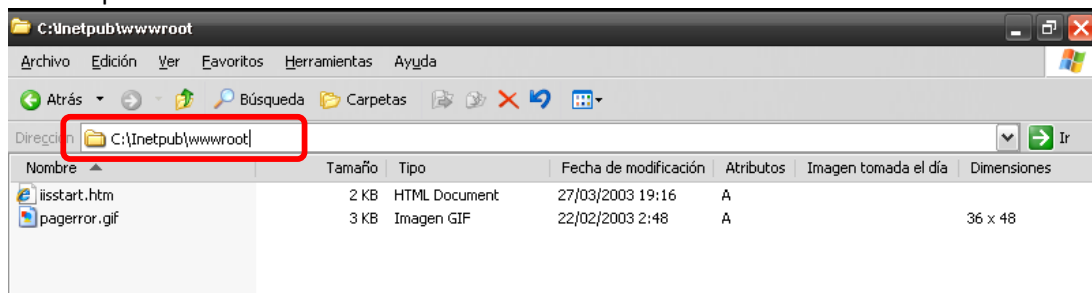 C:\Inetpub\wwwroot
Archivo Edición Ver Favoritos Herramientas Ayuda
Atrás Búsqueda Carpetas
Dirección C:\Inetpub\wwwroot Ir
Nombre Tamaño Tipo Fecha de modificación Atributos Imagen tomada el día Dimensiones
iisstart.htm 2 KB HTML Document 27/03/2003 19:16 A
pagerror.gif 3 KB Imagen GIF 22/02/2003 2:48 A 36 x 48